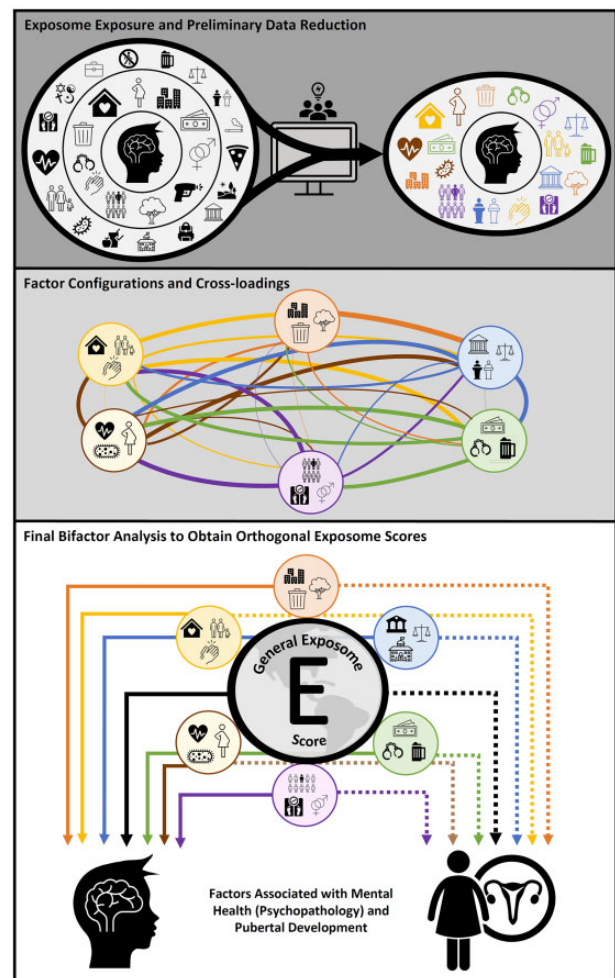 Exposome Exposure and Preliminary Data Reduction
Factor Configurations and Cross-loadings
Final Bifactor Analysis to Obtain Orthogonal Exposome Scores
General Exposome
E
Score
Factors Associated with Mental
Health (Psychopathology) and
Pubertal Development